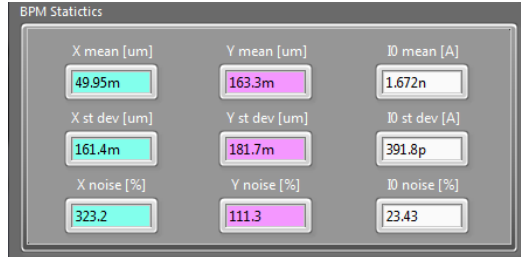 BPM Statictics
X mean [um] Y mean [um] I0 mean [A]
49.95m 163.3m 1.672n
X st dev [um] Y st dev [um] I0 st dev [A]
161.4m 181.7m 391.8p
X noise [%] Y noise [%] I0 noise [%]
323.2 111.3 23.43